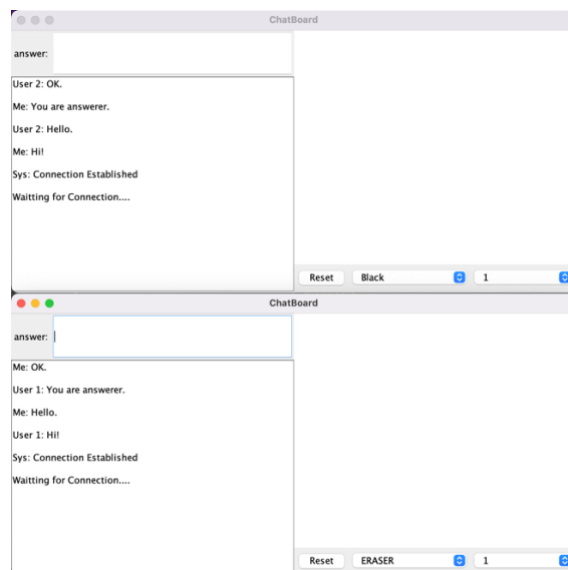 ChatBoard
answer:
User 2: OK.
Me: You are answerer.
User 2: Hello.
Me: Hi!
Sys: Connection Established
Waitting for Connection....
Reset Black 1
ChatBoard
answer:
Me: OK.
User 1: You are answerer.
Me: Hello.
User 1: Hi!
Sys: Connection Established
Waitting for Connection....
Reset ERASER 1